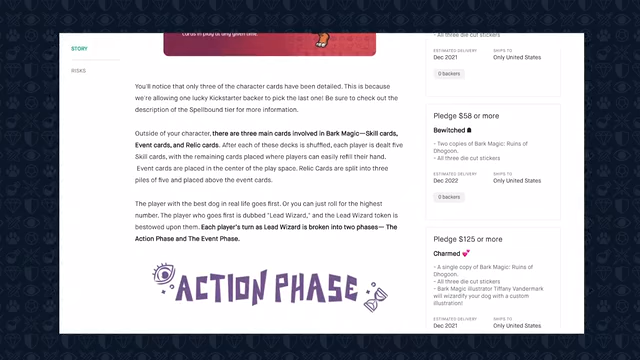 cards in play at any given time.
STORY
RISKS
You'll notice that only three of the character cards have been detailed. This is because
we're allowing one lucky Kickstarter backer to pick the last one! Be sure to check out the
description of the Spellbound tier for more information.
Outside of your character, there are three main cards involved in Bark Magic—Skill cards,
Event cards, and Relic cards. After each of these decks is shuffled, each player is dealt five
Skill cards, with the remaining cards placed where players can easily refill their hand.
Event cards are placed in the center of the play space. Relic Cards are split into three
piles of five and placed above the event cards.
The player with the best dog in real life goes first. Or you can just roll for the highest
number. The player who goes first is dubbed "Lead Wizard," and the Lead Wizard token is
bestowed upon them. Each player's turn as Lead Wizard is broken into two phases— The
Action Phase and The Event Phase.
ACTION PHASE
- All three die cut stickers
ESTIMATED DELIVERY
SHIPS TO
Dec 2021
Only United States
0 backers
Pledge $58 or more
Bewitched
- Two copies of Bark Magic: Ruins of
Dhogoon.
- All three die cut stickers
ESTIMATED DELIVERY
SHIPS TO
Dec 2022
Only United States
0 backers
Pledge $125 or more
Charmed 💕
- A single copy of Bark Magic: Ruins of
Dhogoon.
- All three die cut stickers
- Bark Magic illustrator Tiffany Vandermark
will wizardify your dog with a custom
illustration!
ESTIMATED DELIVERY
SHIPS TO
Dec 2021
Only United States